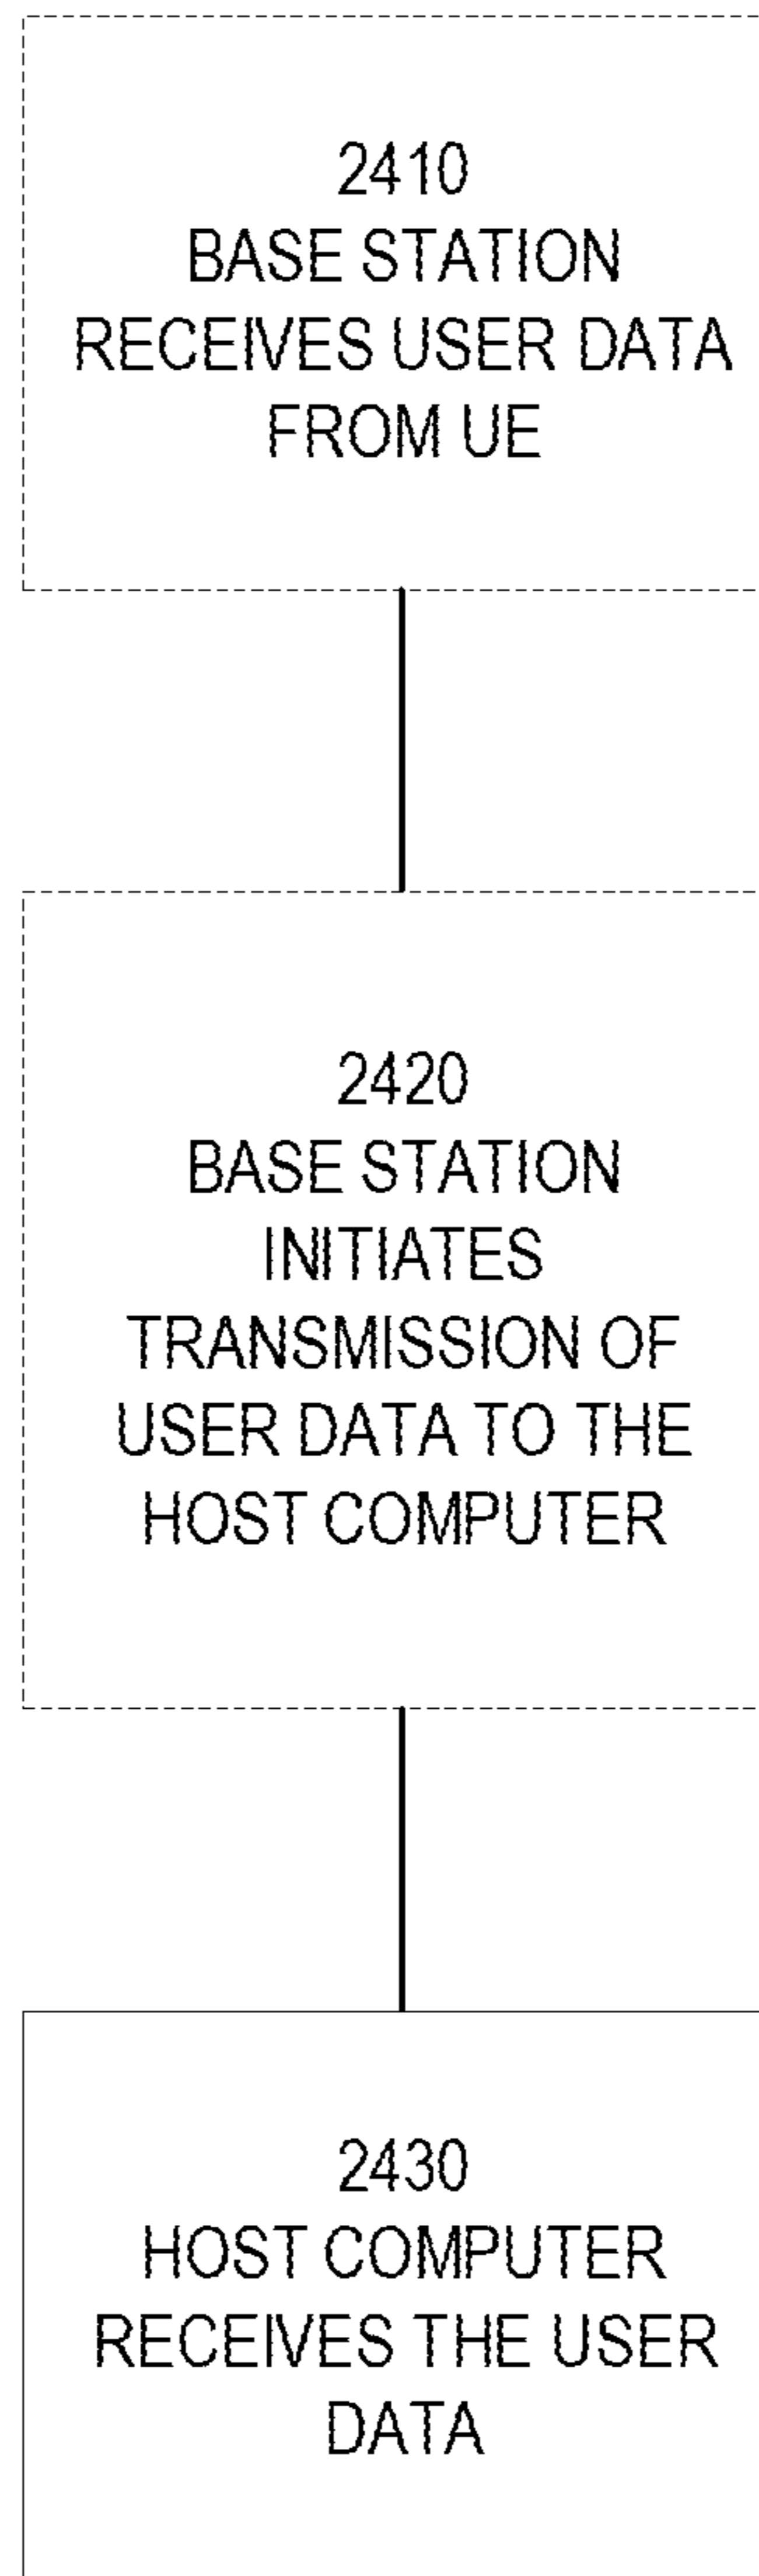 2410
BASE STATION
RECEIVES USER DATA
FROM UE
2420
BASE STATION
INITIATES
TRANSMISSION OF
USER DATA TO THE
HOST COMPUTER
2430
HOST COMPUTER
RECEIVES THE USER
DATA